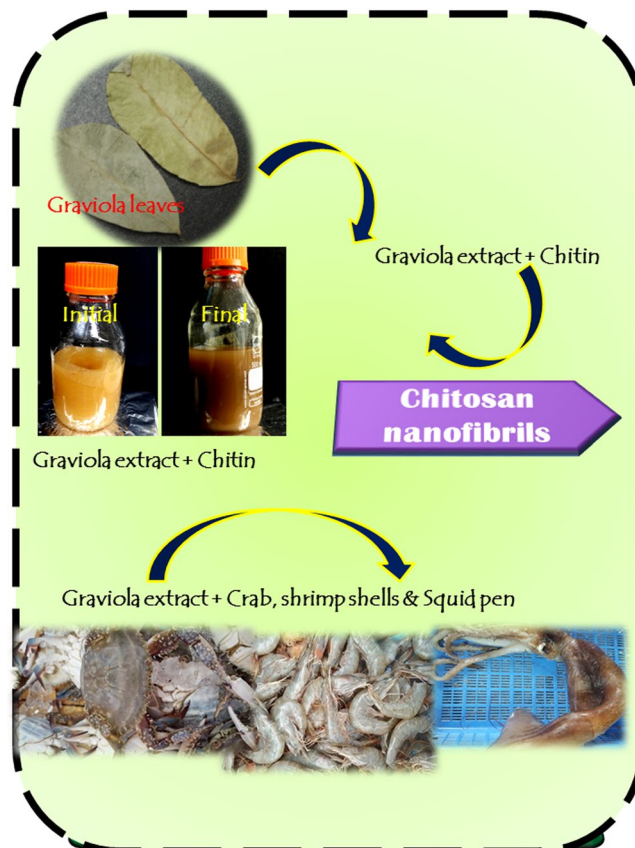 Graviola leaves
Graviola extract + Chitin
Initial
Final
Chitosan
nanofibrils
Graviola extract + Chitin
Graviola extract + Crab, shrimp shells & Squid pen